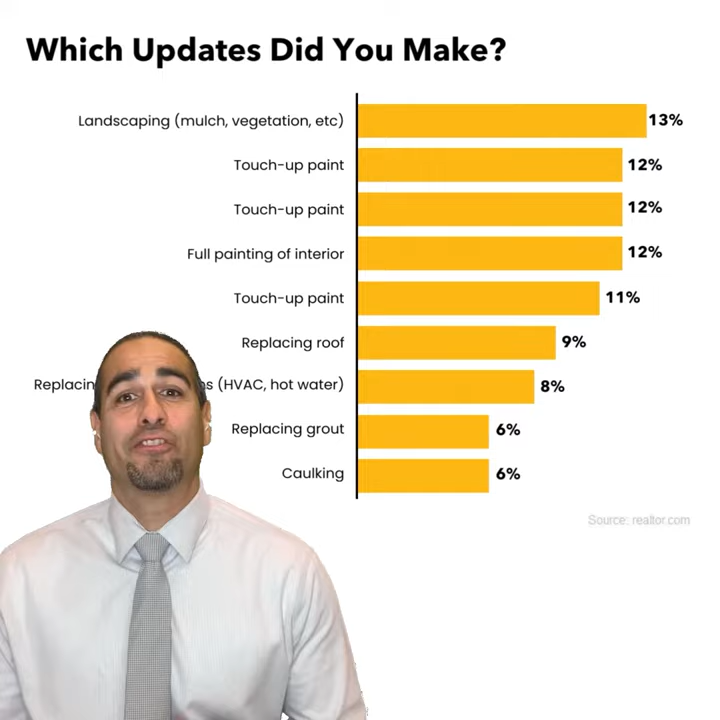 Which Updates Did You Make?
Landscaping (mulch, vegetation, etc) 13%
Touch-up paint 12%
Touch-up paint 12%
Full painting of interior 12%
Touch-up paint 11%
Replacing roof 9%
(HVAC, hot water) 8%
Replacing grout 6%
Caulking 6%
Source: realtor.com